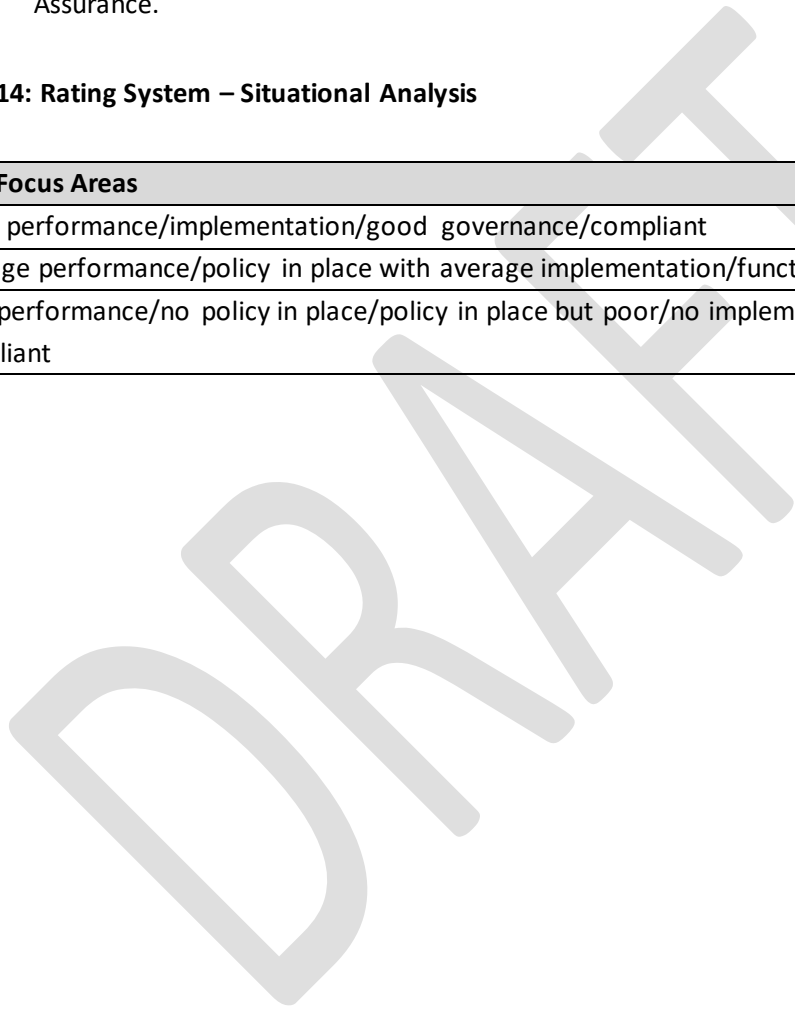 Assurance.
14: Rating System – Situational Analysis
Focus Areas
performance/implementation/good governance/compliant
ge performance/policy in place with average implementation/funct
performance/no policy in place/policy in place but poor/no implem
liant
DRAFT